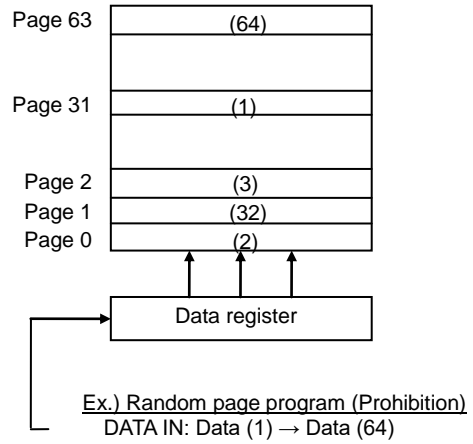 Page 63 (64)
Page 31 (1)
Page 2 (3)
Page 1 (32)
Page 0 (2)
Data register
Ex.) Random page program (Prohibition)
DATA IN: Data (1) → Data (64)